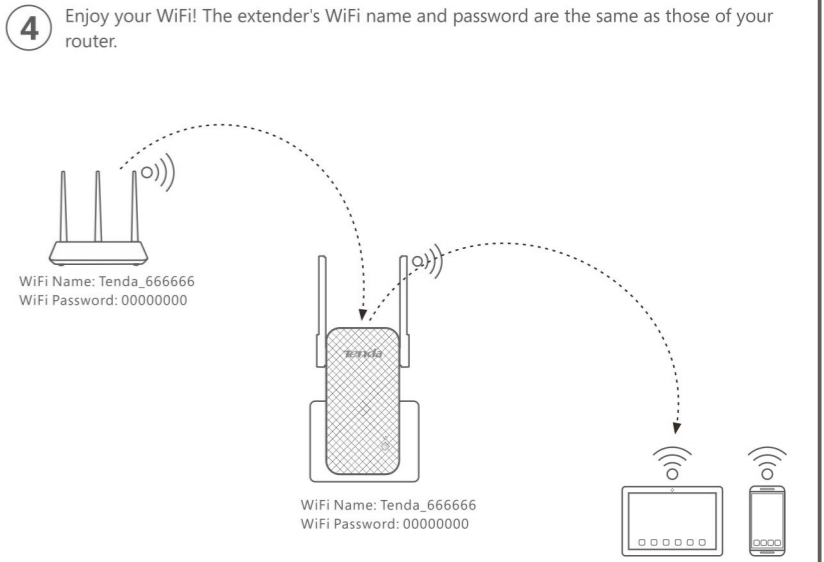 4
Enjoy your WiFi! The extender's WiFi name and password are the same as those of your
router.
WiFi Name: Tenda_666666
WiFi Password: 00000000
Tenda
WiFi Name: Tenda_666666
WiFi Password: 00000000